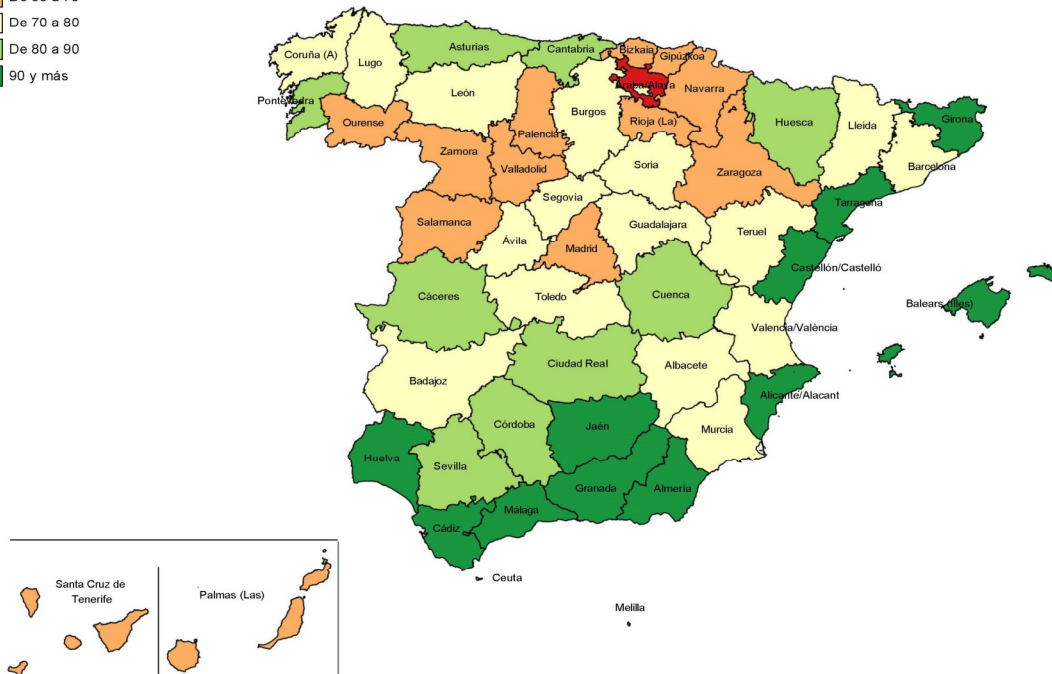 De 70 a 80
De 80 a 90
90 y más
Coruña (A)
Lugo
Asturias
Cantabria
Bizkaia
Gipúzkoa
Araba/Alava
Navarra
Pontevedra
Ourense
León
Palencia
Burgos
Rioja (La)
Huesca
Lleida
Girona
Barcelona
Zamora
Valladolid
Soria
Zaragoza
Tarragona
Segovia
Salamanca
Ávila
Madrid
Guadalajara
Teruel
Castellón/Castelló
Cáceres
Toledo
Cuenca
Balears (Illes)
Valencia/València
Badajoz
Ciudad Real
Albacete
Alicante/Alacant
Córdoba
Jaén
Murcia
Huelva
Sevilla
Granada
Almería
Málaga
Cádiz
Ceuta
Melilla
Santa Cruz de
Tenerife
Palmas (Las)